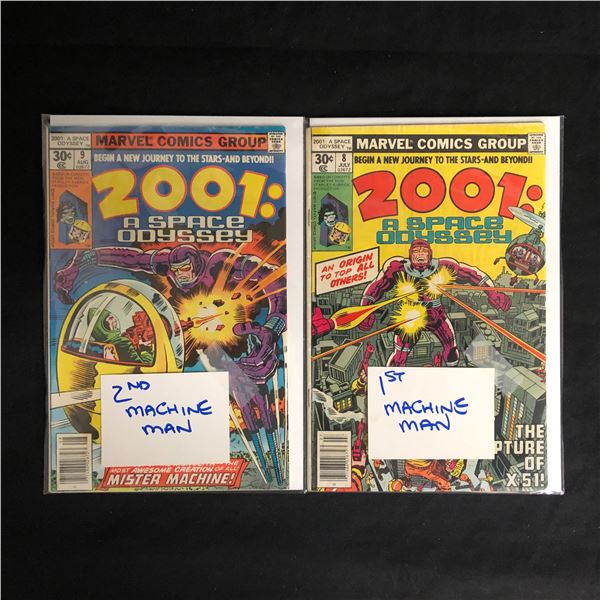 2001: A SPACE
ODYSSEY
30¢
9
AUG
MARVEL COMICS GROUP
BEGIN A NEW JOURNEY TO THE STARS-AND BEYOND!!
2001:
A SPACE
ODYSSEY
2ND
MACHINE
MAN
MOST AWESOME CREATION OF ALL
MISTER MACHINE!
2001: A SPACE
ODYSSEY
30¢
8
JULY
MARVEL COMICS GROUP
BEGIN A NEW JOURNEY TO THE STARS-AND BEYOND!!
2001:
A SPACE
ODYSSEY
AN ORIGIN
TO TOP ALL
OTHERS!
1ST
MACHINE
MAN
THE
PTURE OF
X-51!